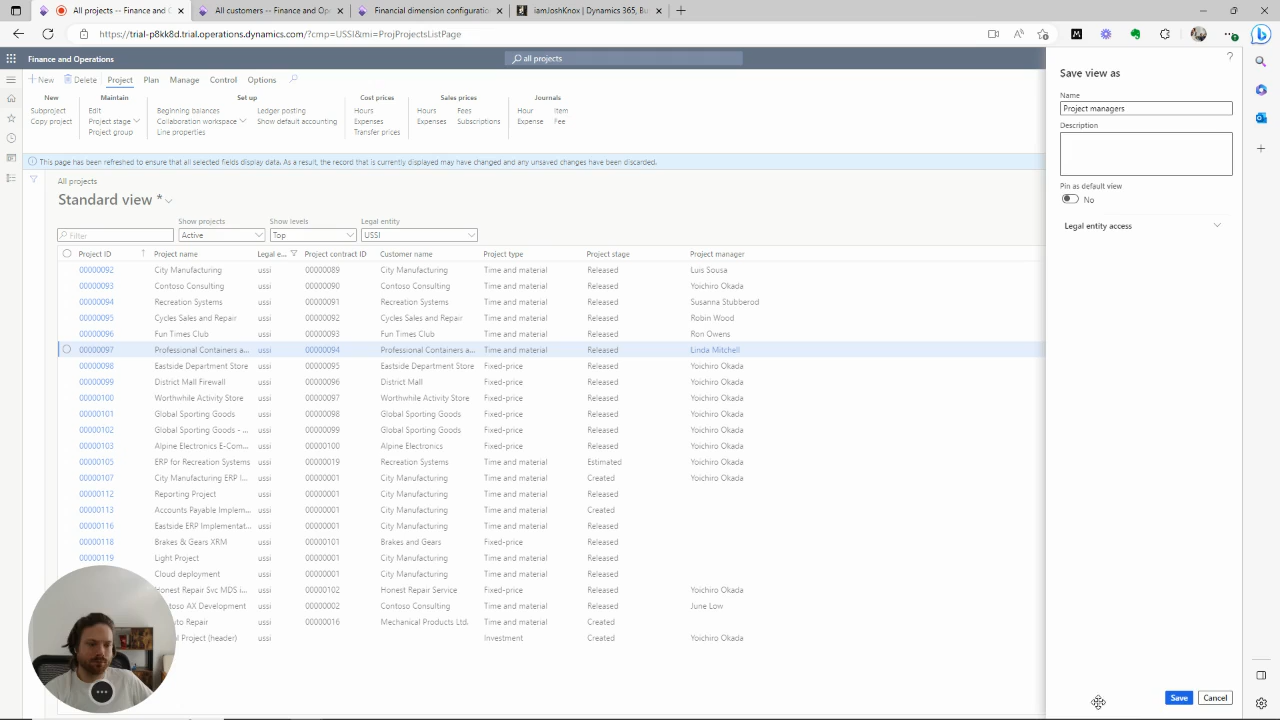 All projects -- Finance and C
All customers -- Finance and Op
Financial dimension configuratio
iamJoshKnox | Dynamics 365, Bu
https://trial-p8kk8d.trial.operations.dynamics.com/?cmp=USSI&mi=ProjProjectsListPage
Finance and Operations
all projects
New Delete Project Plan Manage Control Options
New Maintain Set up Cost prices Sales prices Journals
Subproject Edit Beginning balances Ledger posting Hours Hours Fees Hour Item
Copy project Project stage Collaboration workspace Show default accounting Expenses Expenses Subscriptions Expense Fee
Project group Line properties Transfer prices
This page has been refreshed to ensure that all selected fields display data. As a result, the record that is currently displayed may have changed and any unsaved changes have been discarded.
All projects
Standard view *
Show projects Show levels Legal entity
Filter Active Top USSI
Project ID Project name Legal e... Project contract ID Customer name Project type Project stage Project manager
00000092 City Manufacturing ussi 00000089 City Manufacturing Time and material Released Luis Sousa
00000093 Contoso Consulting ussi 00000090 Contoso Consulting Time and material Released Yoichiro Okada
00000094 Recreation Systems ussi 00000091 Recreation Systems Time and material Released Susanna Stubberod
00000095 Cycles Sales and Repair ussi 00000092 Cycles Sales and Repair Time and material Released Robin Wood
00000096 Fun Times Club ussi 00000093 Fun Times Club Time and material Released Ron Owens
00000097 Professional Containers a... ussi 00000094 Professional Containers a... Time and material Released Linda Mitchell
00000098 Eastside Department Store ussi 00000095 Eastside Department Store Fixed-price Released Yoichiro Okada
00000099 District Mall Firewall ussi 00000096 District Mall Fixed-price Released Yoichiro Okada
00000100 Worthwhile Activity Store ussi 00000097 Worthwhile Activity Store Fixed-price Released Yoichiro Okada
00000101 Global Sporting Goods ussi 00000098 Global Sporting Goods Fixed-price Released Yoichiro Okada
00000102 Global Sporting Goods - ... ussi 00000099 Global Sporting Goods Fixed-price Released Yoichiro Okada
00000103 Alpine Electronics E-Com... ussi 00000100 Alpine Electronics Fixed-price Released Yoichiro Okada
00000105 ERP for Recreation Systems ussi 00000019 Recreation Systems Time and material Estimated Yoichiro Okada
00000107 City Manufacturing ERP I... ussi 00000001 City Manufacturing Time and material Created Yoichiro Okada
00000112 Reporting Project ussi 00000001 City Manufacturing Time and material Released
00000113 Accounts Payable Implem... ussi 00000001 City Manufacturing Time and material Created
00000116 Eastside ERP Implementat... ussi 00000001 City Manufacturing Time and material Released
00000118 Brakes & Gears XRM ussi 00000101 Brakes and Gears Fixed-price Released
00000119 Light Project ussi 00000001 City Manufacturing Time and material Released
Cloud deployment ussi 00000001 City Manufacturing Time and material Released
Honest Repair Svc MDS i... ussi 00000102 Honest Repair Service Fixed-price Released Yoichiro Okada
ntoso AX Development ussi 00000002 Contoso Consulting Time and material Released June Low
uto Repair ussi 00000016 Mechanical Products Ltd. Time and material Created
l Project (header) ussi Investment Created Yoichiro Okada
Save view as
Name
Project managers
Description
Pin as default view
No
Legal entity access
Save Cancel